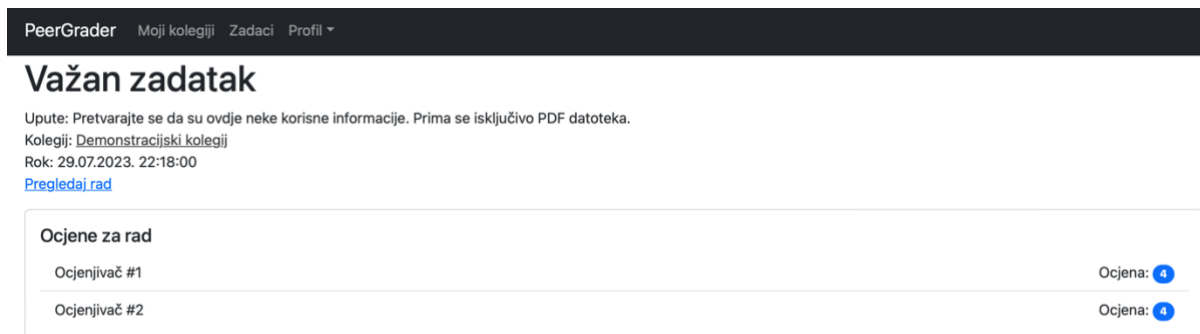 PeerGrader Moji kolegiji Zadaci Profil
Važan zadatak
Upute: Pretvarajte se da su ovdje neke korisne informacije. Prima se isključivo PDF datoteka.
Kolegij: Demonstracijski kolegij
Rok: 29.07.2023. 22:18:00
Pregledaj rad
Ocjene za rad
Ocjenjivač #1 Ocjena: 4
Ocjenjivač #2 Ocjena: 4